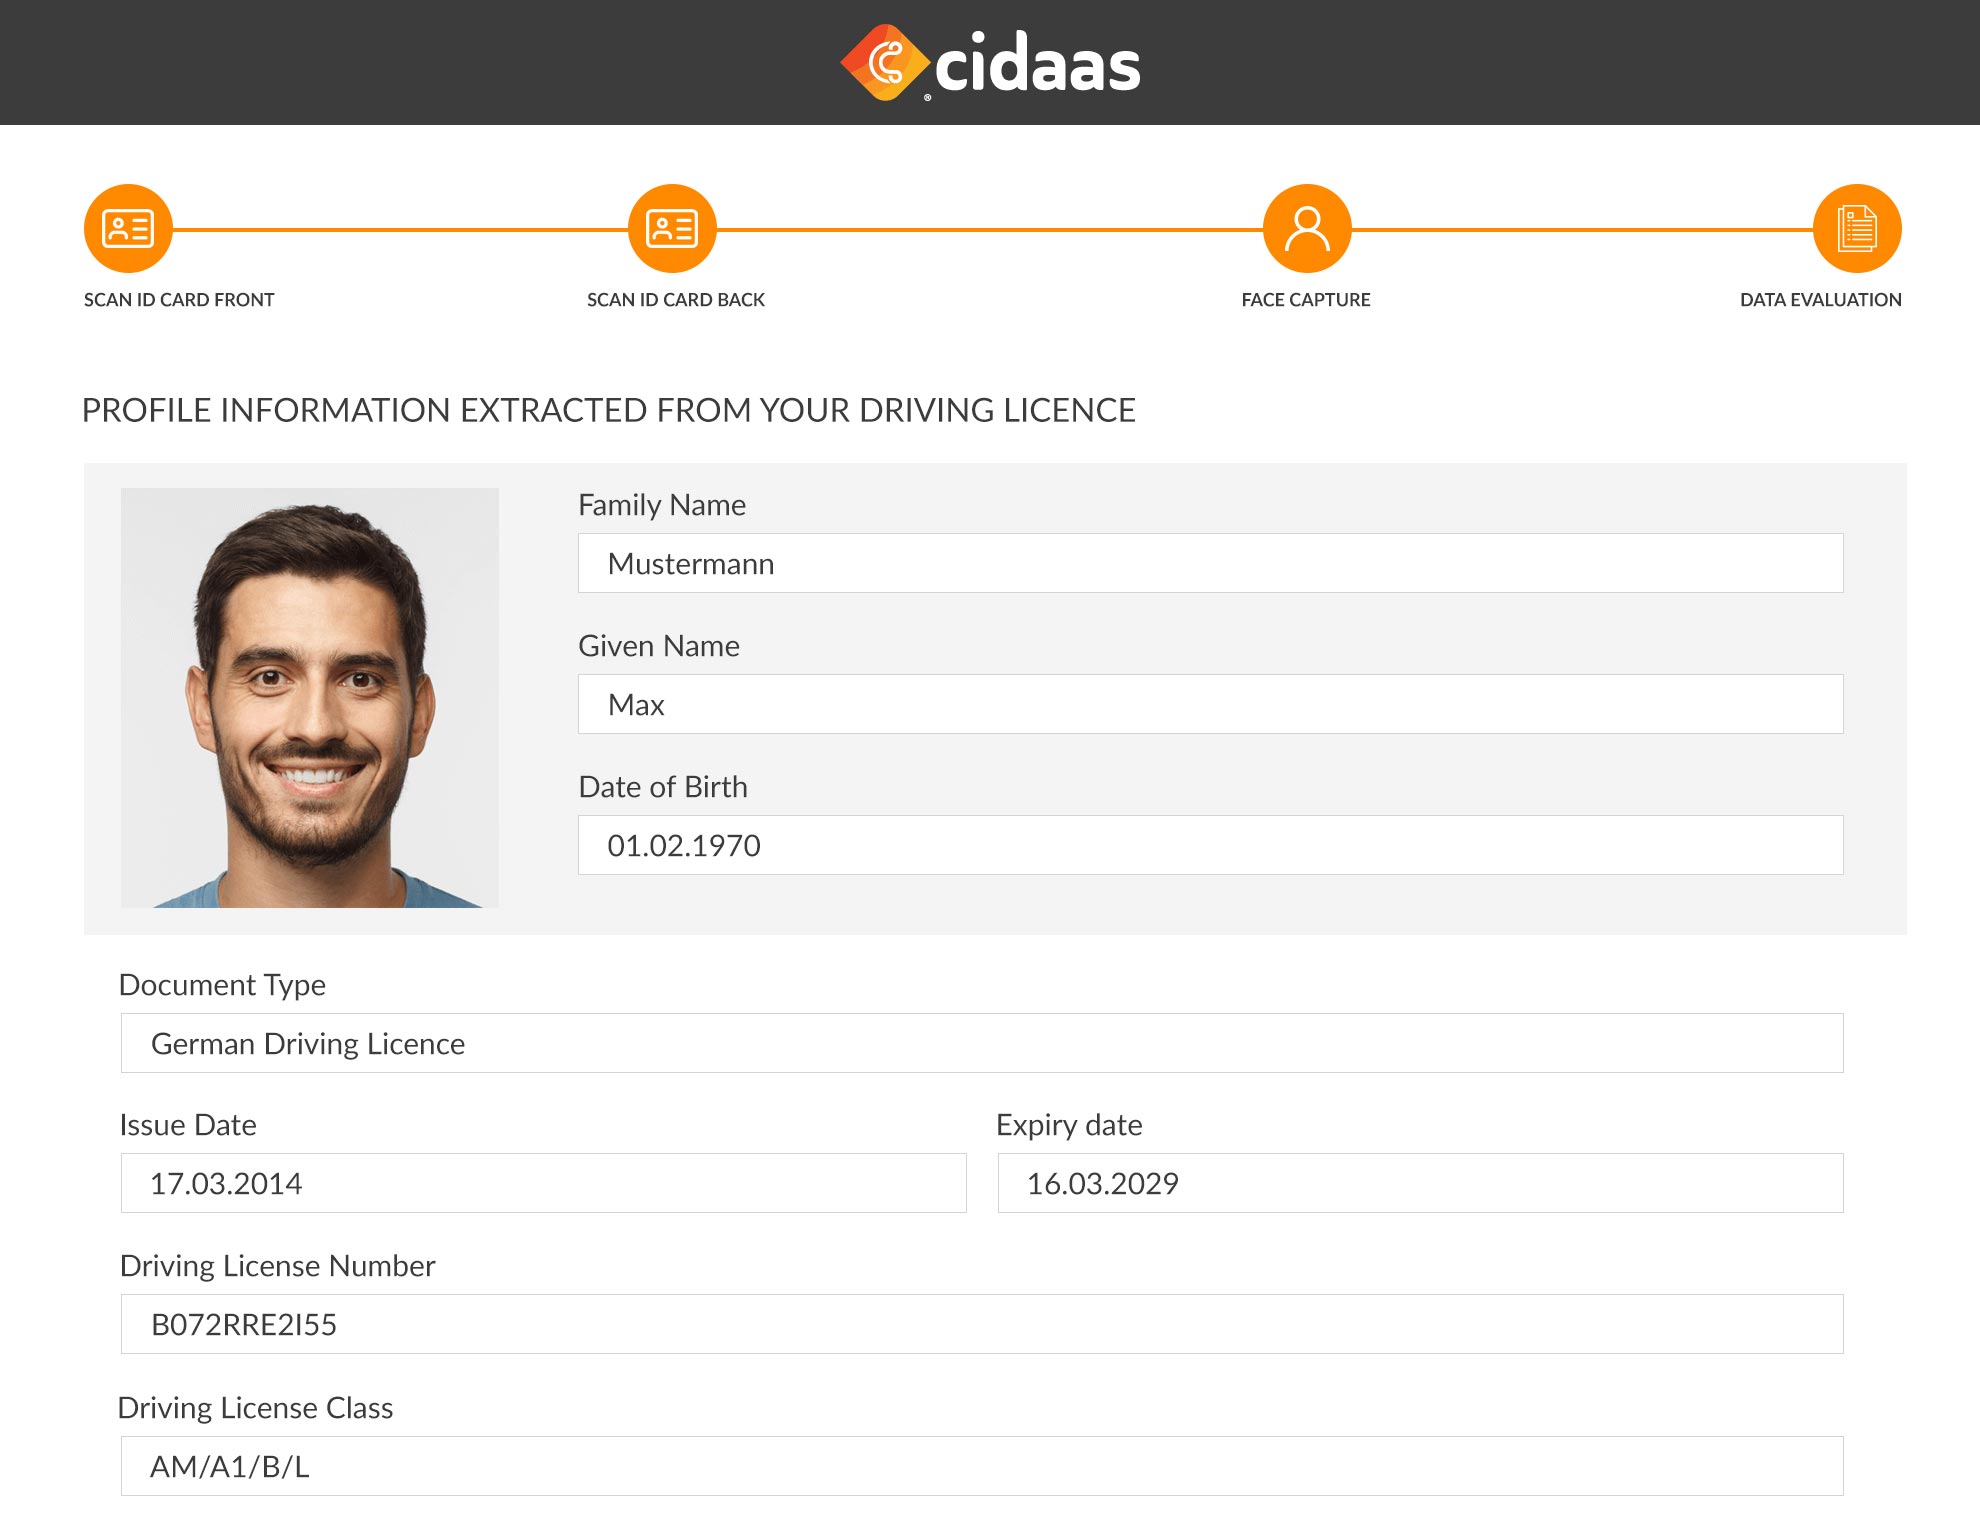 cidaas
®
SCAN ID CARD FRONT
SCAN ID CARD BACK
FACE CAPTURE
DATA EVALUATION
PROFILE INFORMATION EXTRACTED FROM YOUR DRIVING LICENCE
Family Name
Mustermann
Given Name
Max
Date of Birth
01.02.1970
Document Type
German Driving Licence
Issue Date
17.03.2014
Expiry date
16.03.2029
Driving License Number
B072RRE2I55
Driving License Class
AM/A1/B/L